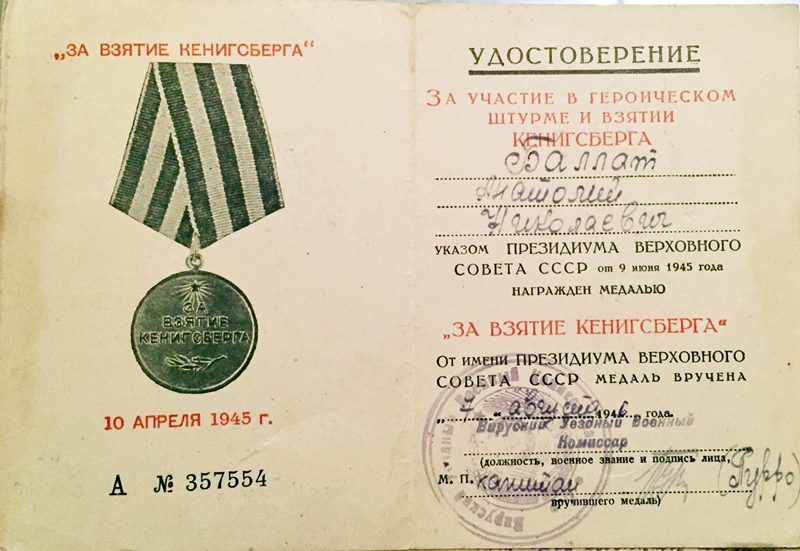 „ЗА ВЗЯТИЕ КЕНИГСБЕРГА“
ЗА
ВЗЯТИЕ
КЕНИГСБЕРГА
10 АПРЕЛЯ 1945 г.
А № 357554
УДОСТОВЕРЕНИЕ
ЗА УЧАСТИЕ В ГЕРОИЧЕСКОМ
ШТУРМЕ И ВЗЯТИИ
КЕНИГСБЕРГА
Баллат
Анатолий
Николаевич
УКАЗОМ ПРЕЗИДИУМА ВЕРХОВНОГО
СОВЕТА СССР от 9 июня 1945 года
НАГРАЖДЕН МЕДАЛЬЮ
„ЗА ВЗЯТИЕ КЕНИГСБЕРГА“
От имени ПРЕЗИДИУМА ВЕРХОВНОГО
СОВЕТА СССР МЕДАЛЬ ВРУЧЕНА
„7“ августа 1946 года.
Вируский Уездный Военный
Комиссар
(должность, военное звание и подпись лица,
М. П. капитан (Пурро)
вручившего медаль)